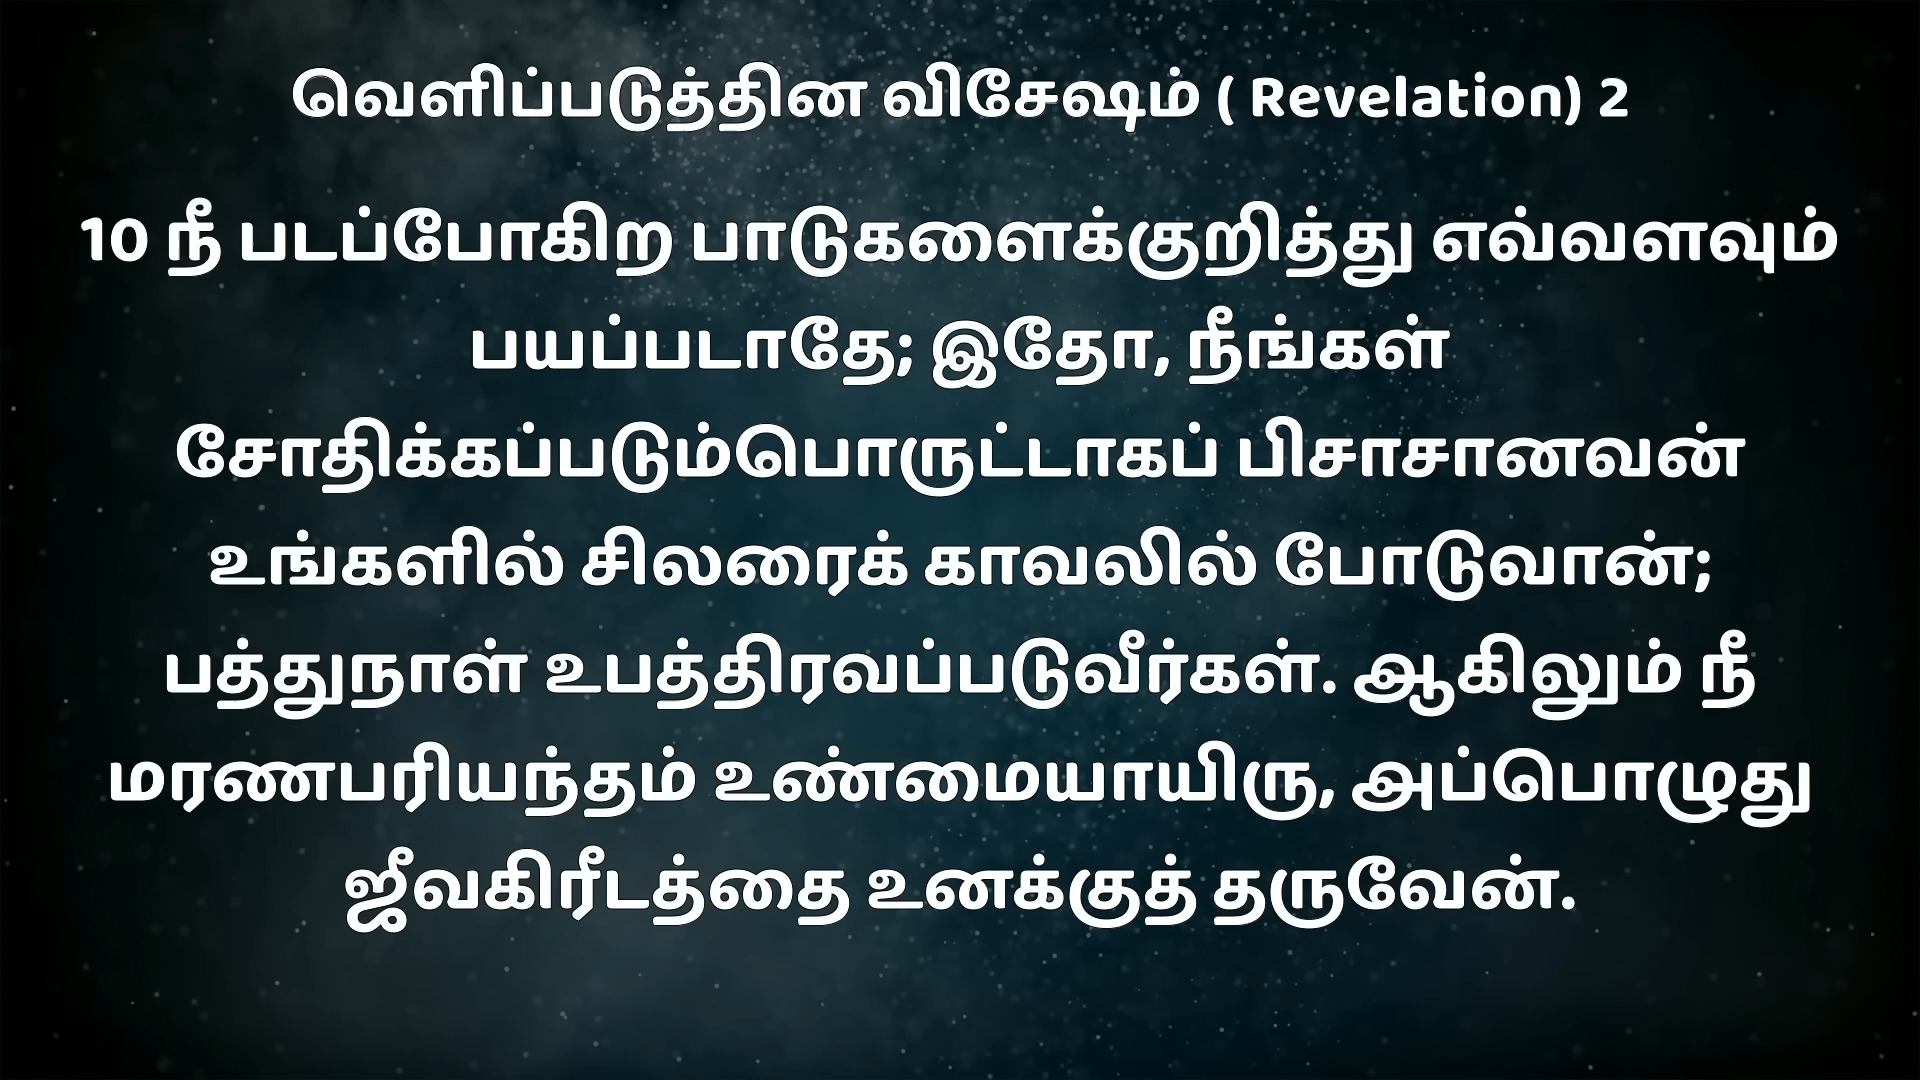 வெளிப்படுத்தின விசேஷம் ( Revelation) 2
10 நீ படப்போகிற பாடுகளைக்குறித்து எவ்வளவும்
பயப்படாதே; இதோ, நீங்கள்
சோதிக்கப்படும்பொருட்டாகப் பிசாசானவன்
உங்களில் சிலரைக் காவலில் போடுவான்;
பத்துநாள் உபத்திரவப்படுவீர்கள். ஆகிலும் நீ
மரணபரியந்தம் உண்மையாயிரு, அப்பொழுது
ஜீவகிரீடத்தை உனக்குத் தருவேன்.